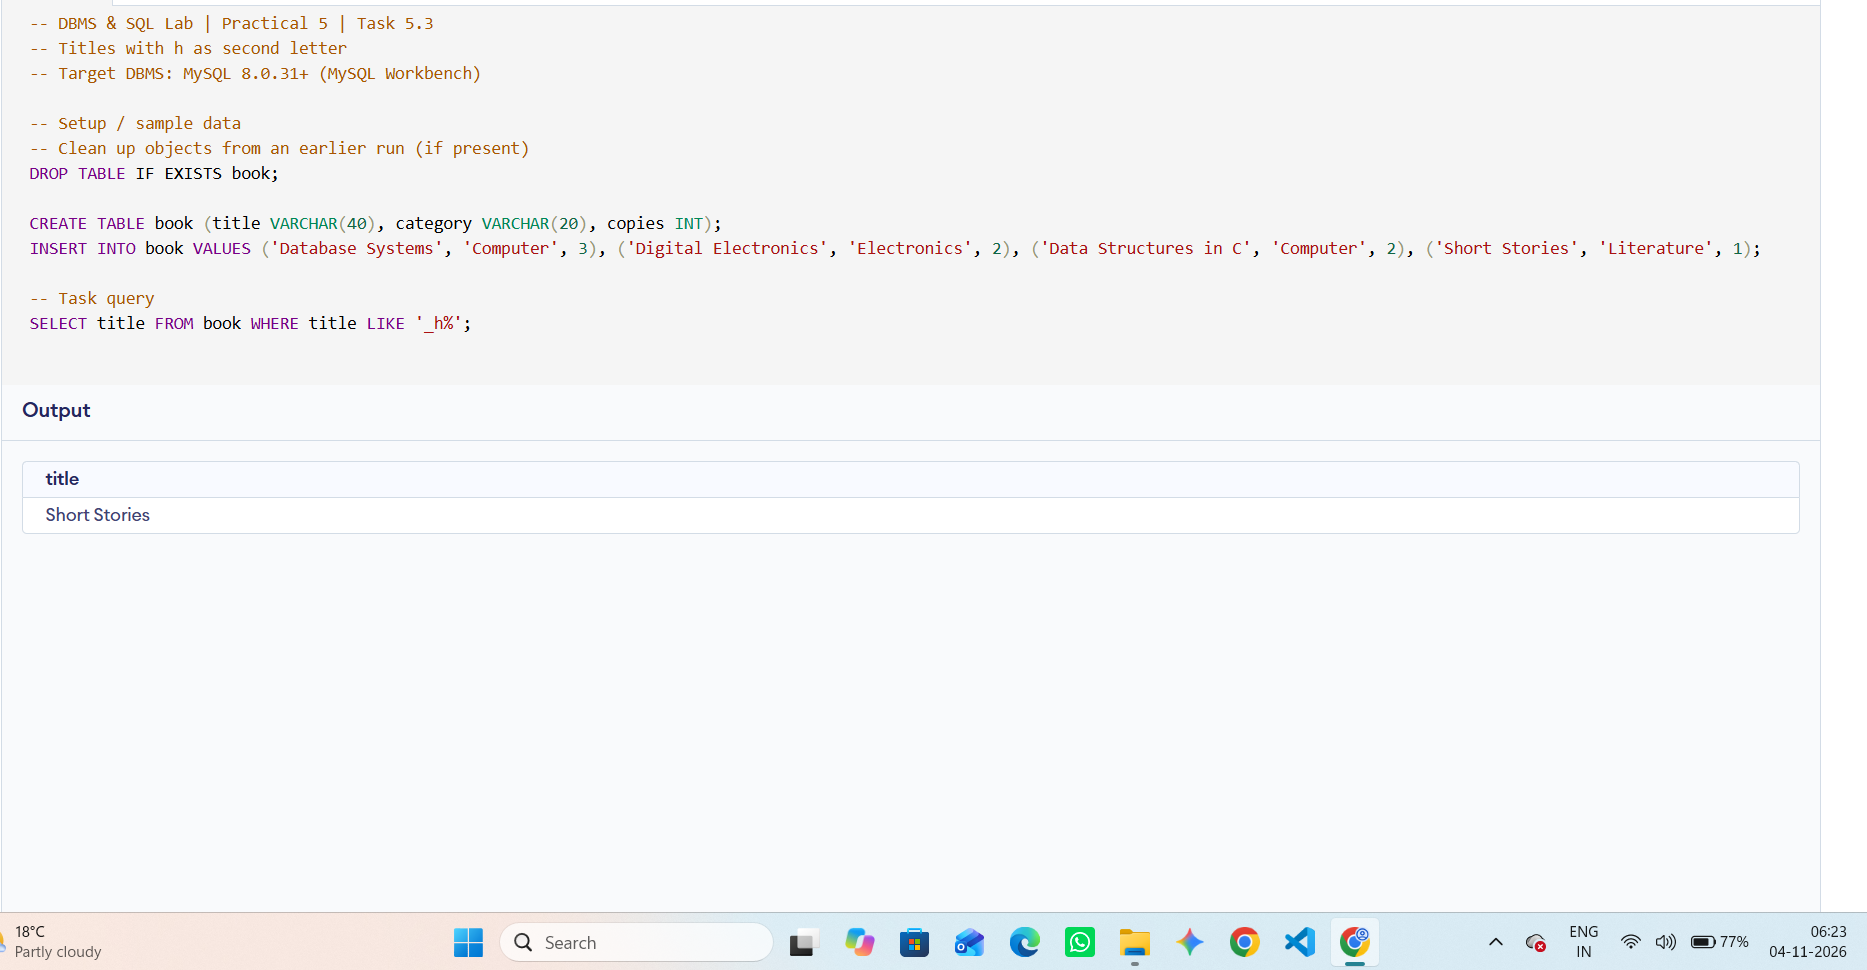 -- DBMS & SQL Lab | Practical 5 | Task 5.3
-- Titles with h as second letter
-- Target DBMS: MySQL 8.0.31+ (MySQL Workbench)
-- Setup / sample data
-- Clean up objects from an earlier run (if present)
DROP TABLE IF EXISTS book;
CREATE TABLE book (title VARCHAR(40), category VARCHAR(20), copies INT);
INSERT INTO book VALUES ('Database Systems', 'Computer', 3), ('Digital Electronics', 'Electronics', 2), ('Data Structures in C', 'Computer', 2), ('Short Stories', 'Literature', 1);
-- Task query
SELECT title FROM book WHERE title LIKE '_h%';
Output
title
Short Stories
18°C
Partly cloudy
Search
ENG
IN
77%
06:23
04-11-2026